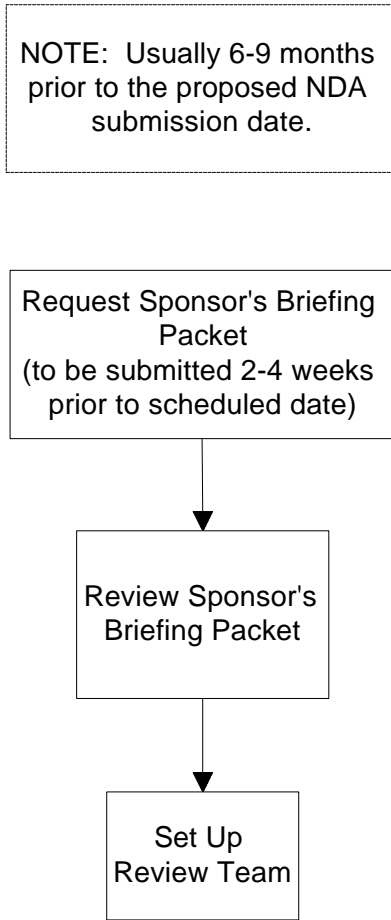 NOTE:  Usually 6-9 months
prior to the proposed NDA
submission date.
Request Sponsor's Briefing
Packet
(to be submitted 2-4 weeks
prior to scheduled date)
Review Sponsor's
Briefing Packet
Set Up
Review Team